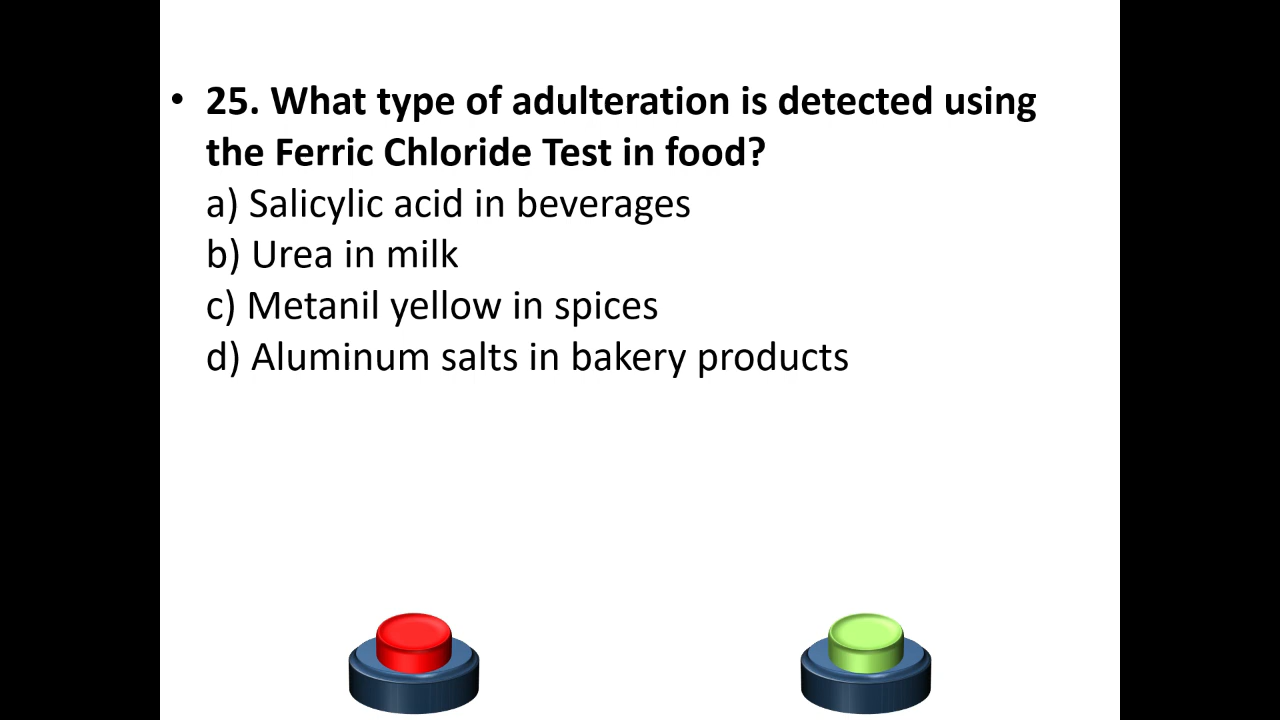 • 25. What type of adulteration is detected using
the Ferric Chloride Test in food?
a) Salicylic acid in beverages
b) Urea in milk
c) Metanil yellow in spices
d) Aluminum salts in bakery products